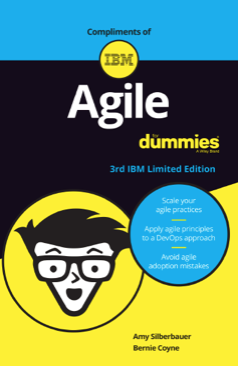 Compliments of
IBM
Agile
for
dummies
A Wiley Brand
3rd IBM Limited Edition
Scale your
agile practices
Apply agile principles
to a DevOps approach
Avoid agile
adoption mistakes
Amy Silberbauer
Bernie Coyne